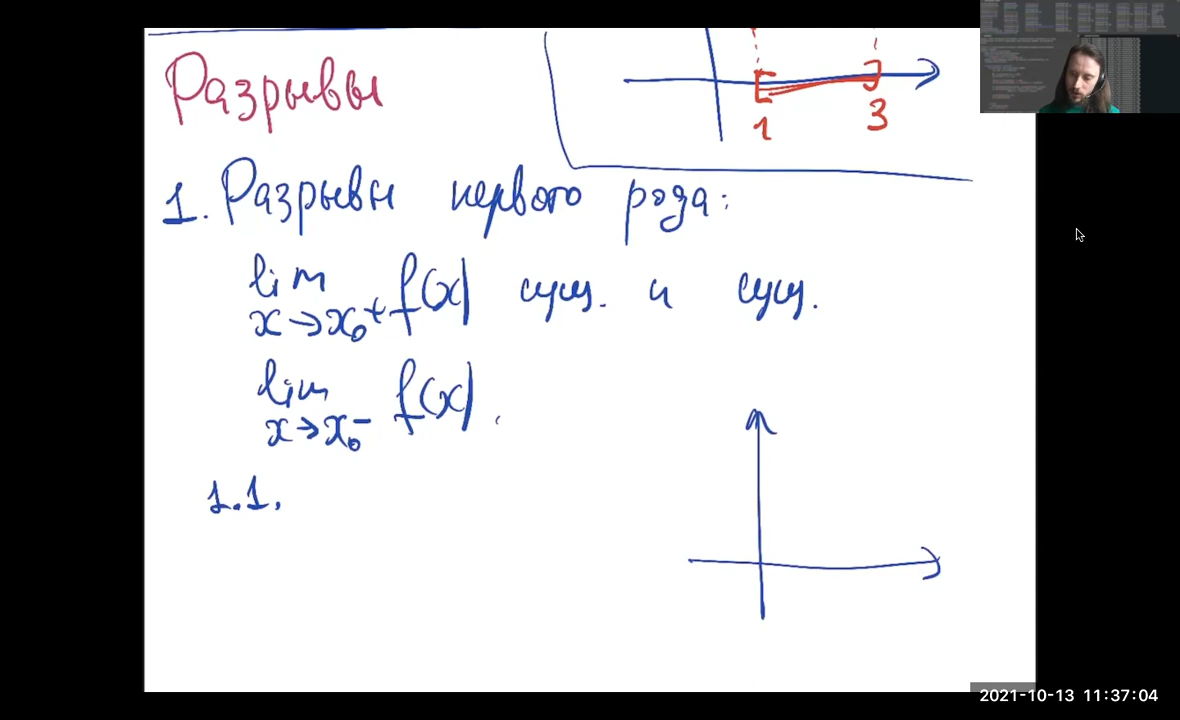 Разрывы
1 3
1. Разрывы первого рода:
lim f(x) сущ. и сущ.
x→x₀+
lim f(x).
x→x₀-
1.1.
2021-10-13 11:37:04